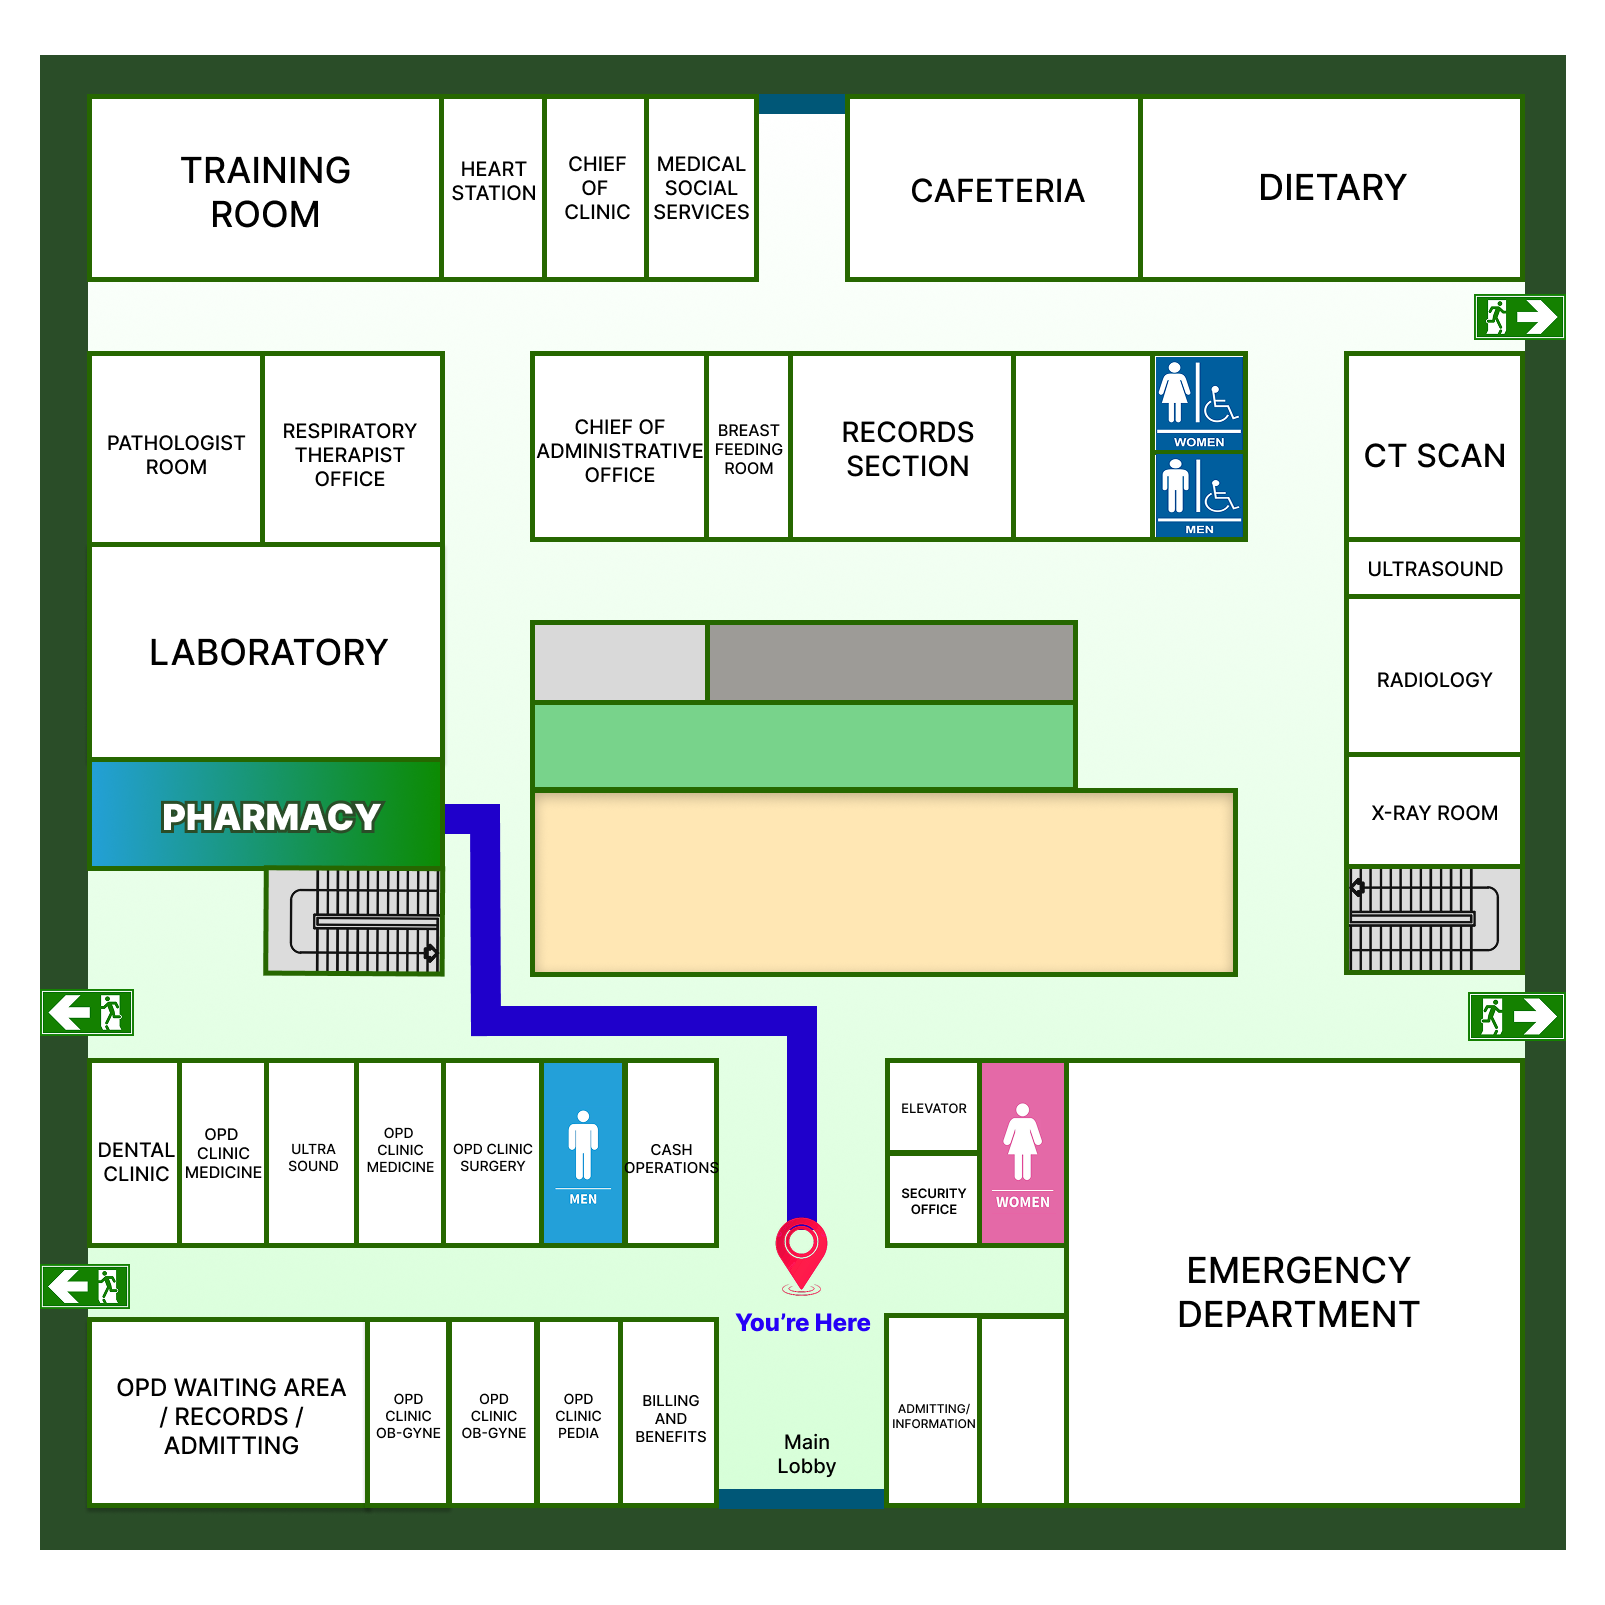 TRAINING
ROOM
HEART
STATION
CHIEF
OF
CLINIC
MEDICAL
SOCIAL
SERVICES
CAFETERIA
DIETARY
PATHOLOGIST
ROOM
RESPIRATORY
THERAPIST
OFFICE
CHIEF OF
ADMINISTRATIVE
OFFICE
BREAST
FEEDING
ROOM
RECORDS
SECTION
WOMEN
MEN
CT SCAN
ULTRASOUND
LABORATORY
RADIOLOGY
PHARMACY
X-RAY ROOM
DENTAL
CLINIC
OPD
CLINIC
MEDICINE
ULTRA
SOUND
OPD
CLINIC
MEDICINE
OPD CLINIC
SURGERY
MEN
CASH
OPERATIONS
ELEVATOR
SECURITY
OFFICE
WOMEN
EMERGENCY
DEPARTMENT
You're Here
OPD WAITING AREA
/ RECORDS /
ADMITTING
OPD
CLINIC
OB-GYNE
OPD
CLINIC
OB-GYNE
OPD
CLINIC
PEDIA
BILLING
AND
BENEFITS
Main
Lobby
ADMITTING/
INFORMATION